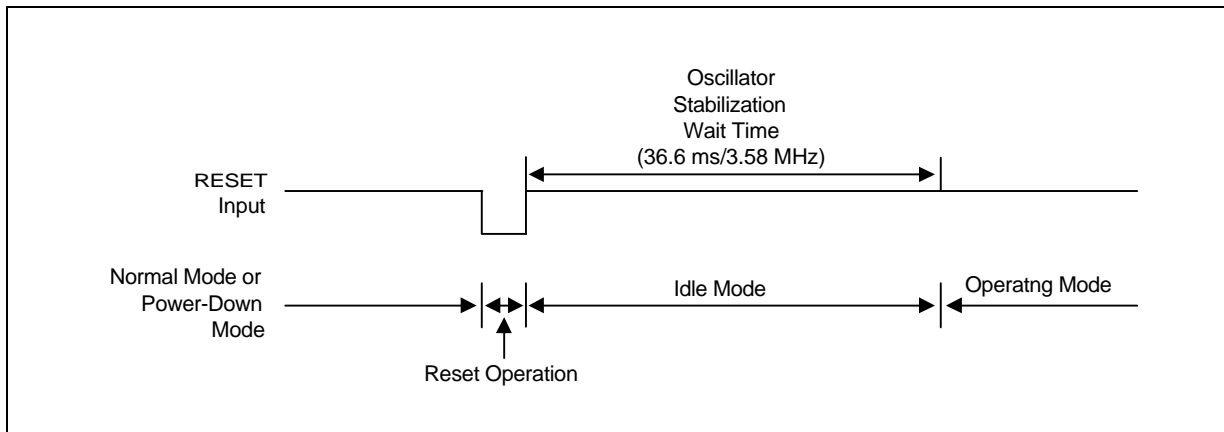 Oscillator
Stabilization
Wait Time
(36.6 ms/3.58 MHz)
RESET
Input
Normal Mode or
Power-Down
Mode
Idle Mode
Operatng Mode
Reset Operation